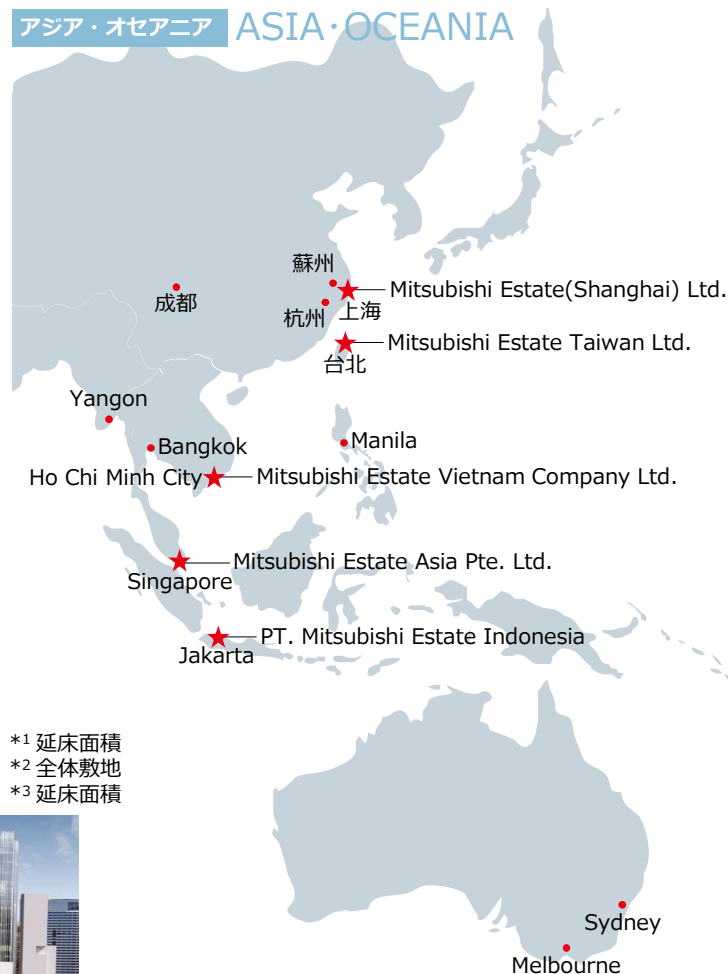 アジア・オセアニア ASIA·OCEANIA
蘇州
Mitsubishi Estate(Shanghai) Ltd.
成都
杭州 上海
Mitsubishi Estate Taiwan Ltd.
台北
Yangon
Manila
Bangkok
Ho Chi Minh City Mitsubishi Estate Vietnam Company Ltd.
Mitsubishi Estate Asia Pte. Ltd.
Singapore
PT. Mitsubishi Estate Indonesia
Jakarta
*1 延床面積
*2 全体敷地
*3 延床面積
Sydney
Melbourne